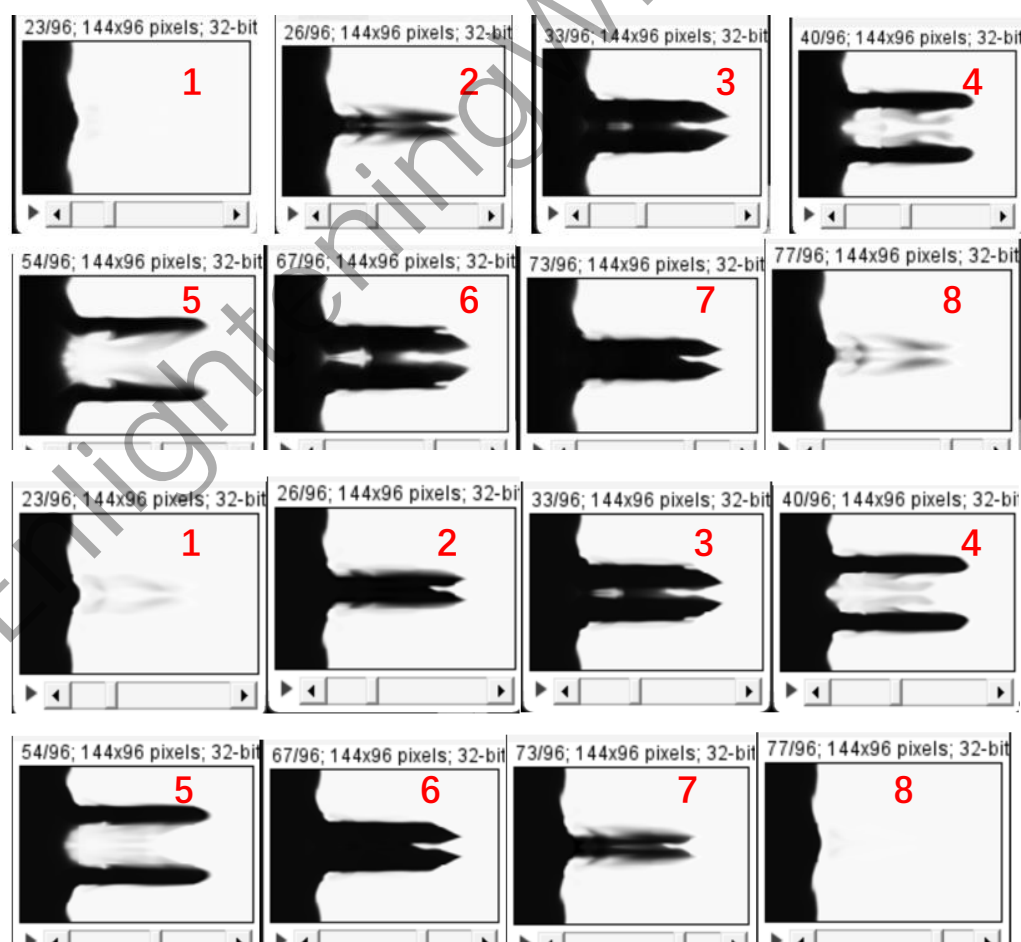 23/96; 144x96 pixels; 32-bit
1
26/96; 144x96 pixels; 32-bit
2
33/96; 144x96 pixels; 32-bit
3
40/96; 144x96 pixels; 32-bit
4
54/96; 144x96 pixels; 32-bit
5
67/96; 144x96 pixels; 32-bit
6
73/96; 144x96 pixels; 32-bit
7
77/96; 144x96 pixels; 32-bit
8
23/96; 144x96 pixels; 32-bit
1
26/96; 144x96 pixels; 32-bit
2
33/96; 144x96 pixels; 32-bit
3
40/96; 144x96 pixels; 32-bit
4
54/96; 144x96 pixels; 32-bit
5
67/96; 144x96 pixels; 32-bit
6
73/96; 144x96 pixels; 32-bit
7
77/96; 144x96 pixels; 32-bit
8